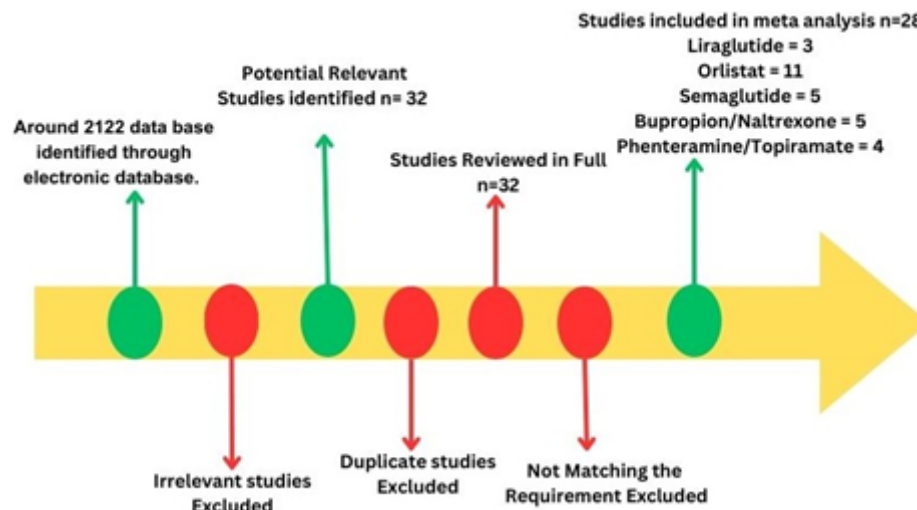 Around 2122 data base
identified through
electronic database.
Irrelevant studies
Excluded
Potential Relevant
Studies identified n= 32
Duplicate studies
Excluded
Studies Reviewed in Full
n=32
Not Matching the
Requirement Excluded
Studies included in meta analysis n=28
Liraglutide = 3
Orlistat = 11
Semaglutide = 5
Bupropion/Naltrexone = 5
Phenteramine/Topiramate = 4